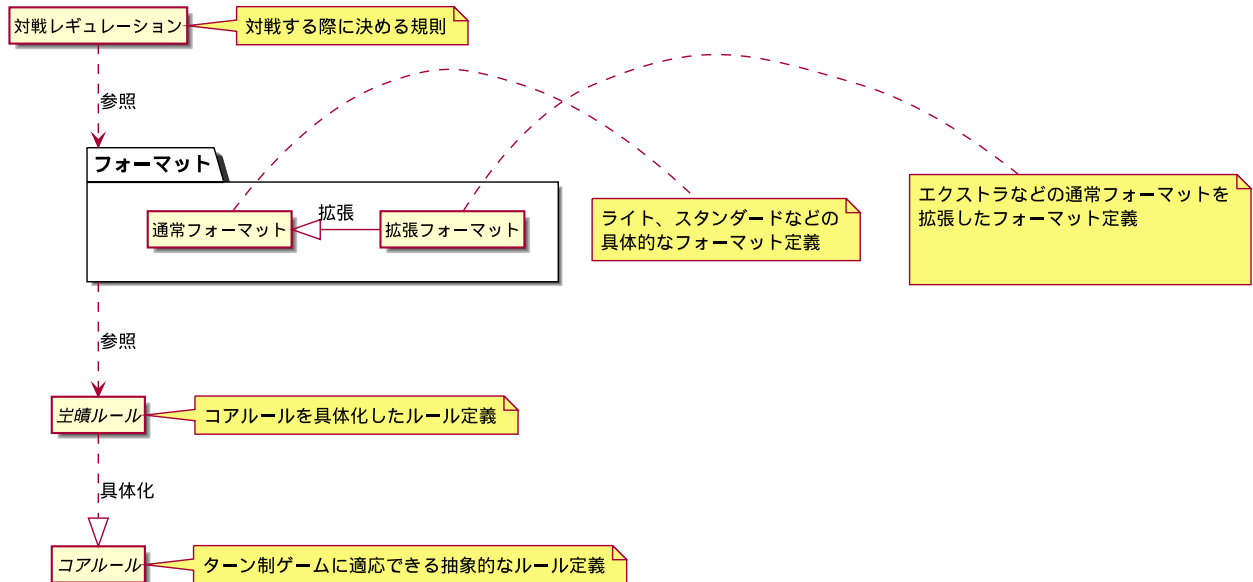 対戦レギュレーション
対戦する際に決める規則
参照
フォーマット
通常フォーマット
拡張
拡張フォーマット
ライト、スタンダードなどの
具体的なフォーマット定義
エクストラなどの通常フォーマットを
拡張したフォーマット定義
参照
ルール
コアルールを具体化したルール定義
具体化
コアルール
ターン制ゲームに適応できる抽象的なルール定義